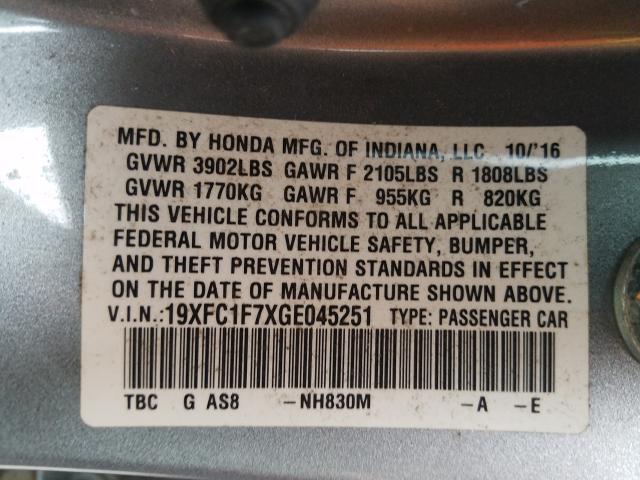 MFD. BY HONDA MFG. OF INDIANA, LLC 10/'16
GVWR 3902LBS GAWR F 2105LBS R 1808LBS
GVWR 1770KG GAWR F 955KG R 820KG
THIS VEHICLE CONFORMS TO ALL APPLICABLE
FEDERAL MOTOR VEHICLE SAFETY, BUMPER,
AND THEFT PREVENTION STANDARDS IN EFFECT
ON THE DATE OF MANUFACTURE SHOWN ABOVE.
V.I.N.:19XFC1F7XGE045251 TYPE: PASSENGER CAR
TBC G AS8 -NH830M -A -E